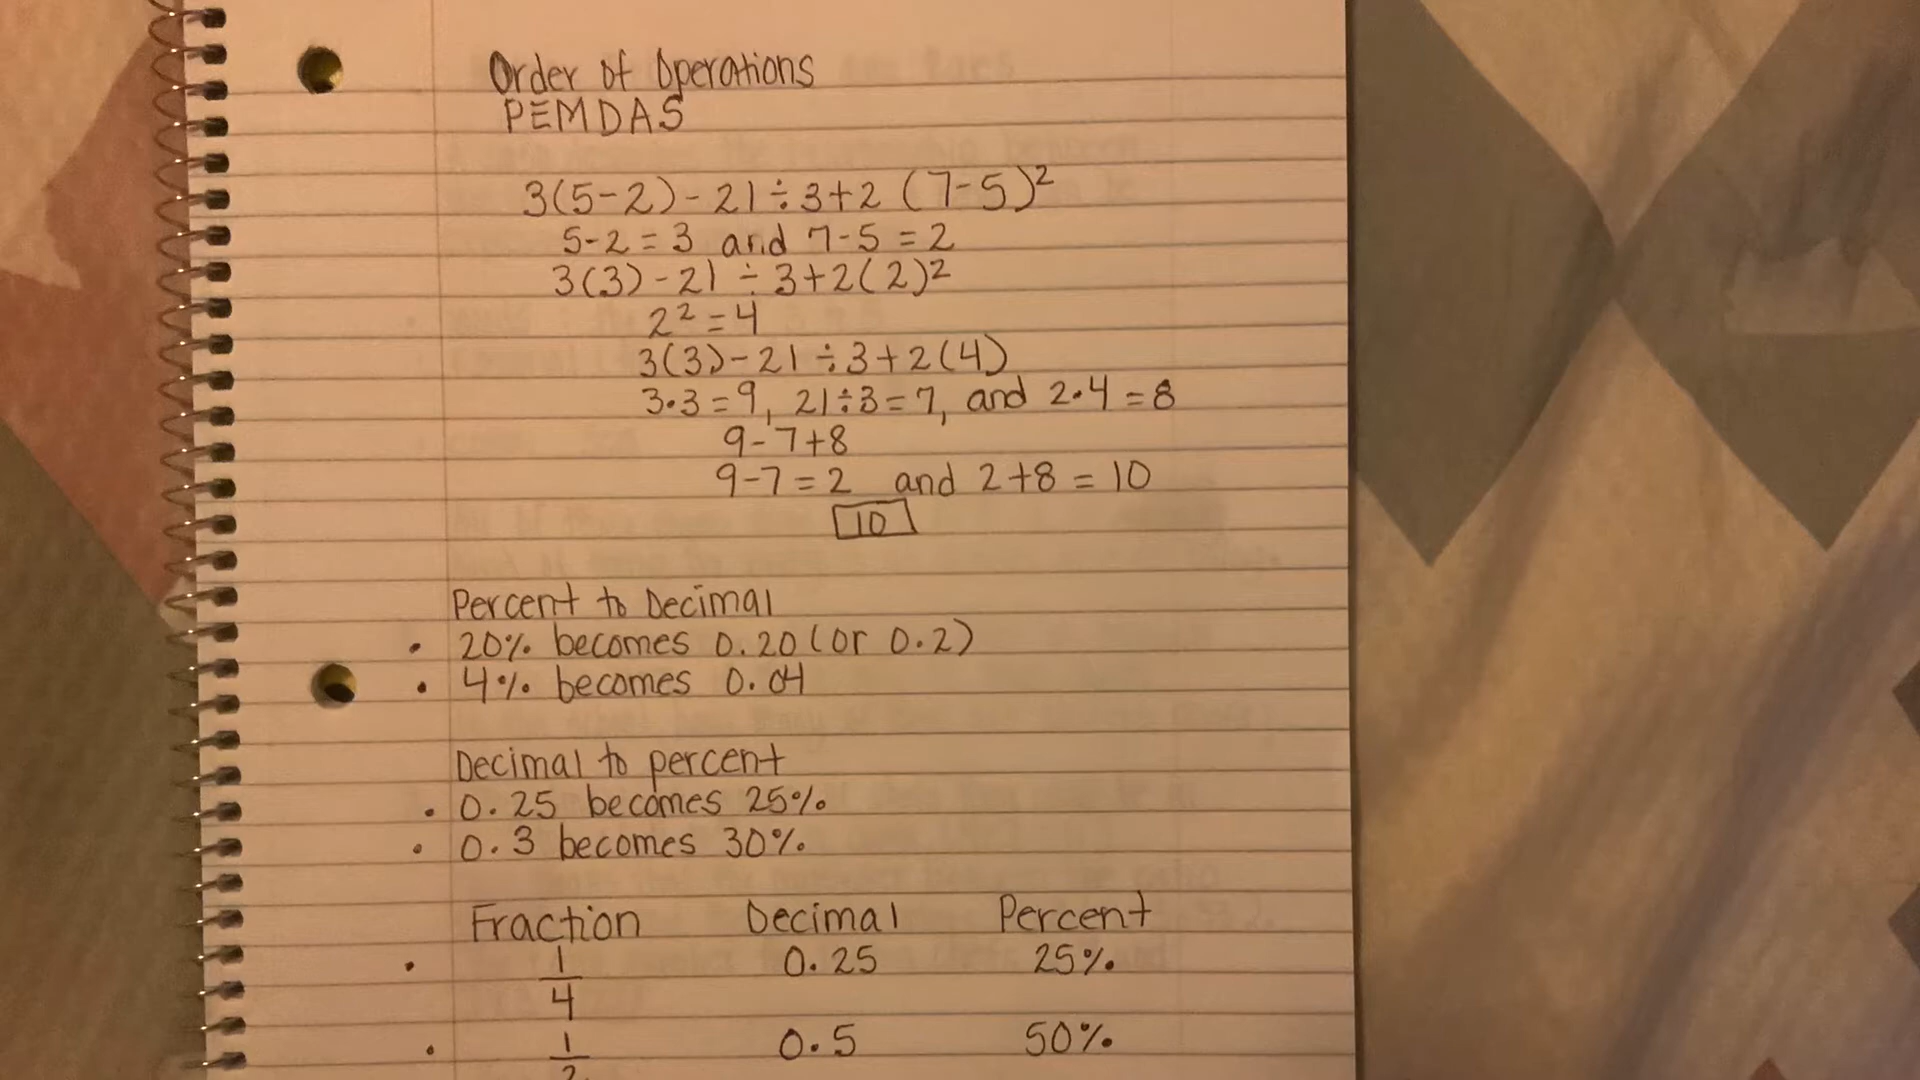 Order of Operations
PEMDAS
3(5-2)-21÷3+2 (7-5)²
5-2=3 and 7-5=2
3(3)-21÷3+2(2)²
2²=4
3(3)-21÷3+2(4)
3•3=9, 21÷3=7, and 2•4=8
9-7+8
9-7=2 and 2+8=10
10
Percent to Decimal
• 20% becomes 0.20(or 0.2)
• 4% becomes 0.04
Decimal to percent
• 0.25 becomes 25%
• 0.3 becomes 30%
Fraction Decimal Percent
• 1/4 0.25 25%
• 1/2 0.5 50%